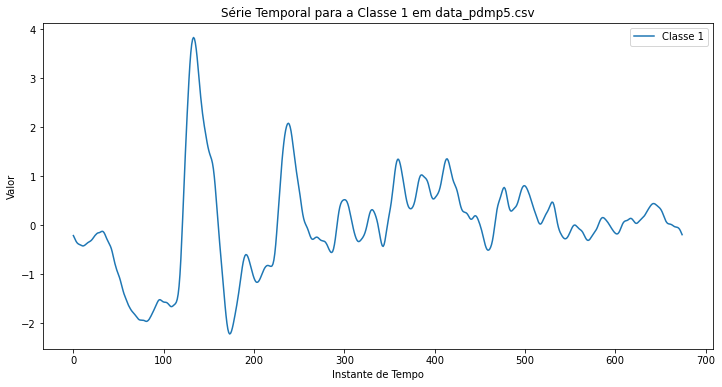 Série Temporal para a Classe 1 em data_pdmp5.csv
Classe 1
Valor
4
3
2
1
0
−1
−2
0 100 200 300 400 500 600 700
Instante de Tempo